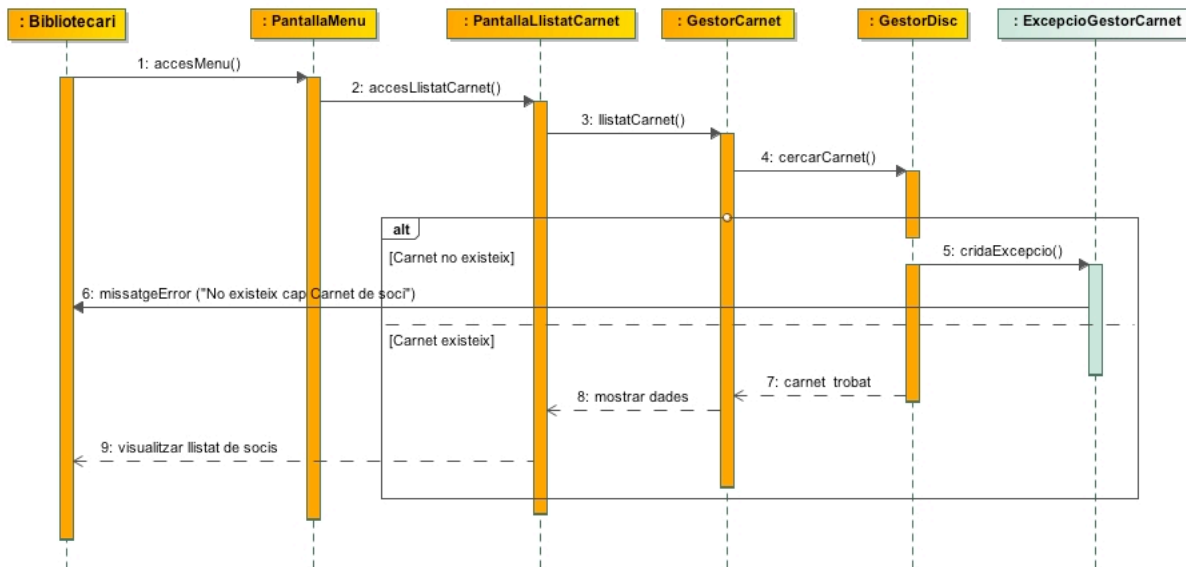 : Bibliotecari
: PantallaMenu
: PantallaLlistatCarnet
: GestorCarnet
: GestorDisc
: ExcepcioGestorCarnet
1: accesMenu()
2: accesLlistatCarnet()
3: llistatCarnet()
4: cercarCarnet()
alt
[Carnet no existeix]
5: cridaExcepcio()
6: missatgeError ("No existeix cap Carnet de soci")
[Carnet existeix]
7: carnet trobat
8: mostrar dades
9: visualitzar llistat de socis